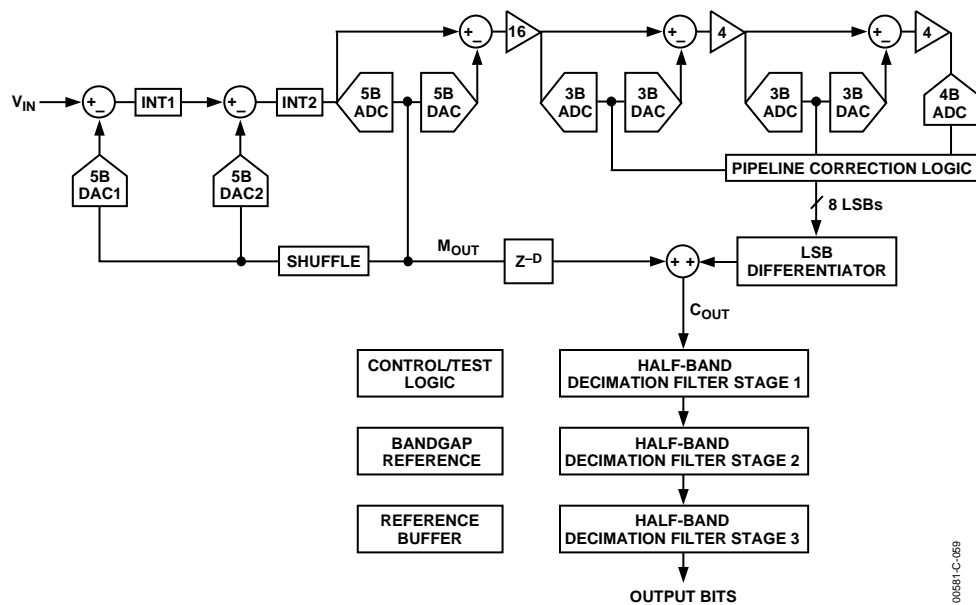 16
4
4
+ –
+ –
+ –
+ –
+ –
VIN
INT1
INT2
5B
ADC
5B
DAC
3B
ADC
3B
DAC
3B
ADC
3B
DAC
4B
ADC
5B
DAC1
5B
DAC2
PIPELINE CORRECTION LOGIC
8 LSBs
SHUFFLE
MOUT
Z–D
+ +
LSB
DIFFERENTIATOR
COUT
CONTROL/TEST
LOGIC
HALF-BAND
DECIMATION FILTER STAGE 1
BANDGAP
REFERENCE
HALF-BAND
DECIMATION FILTER STAGE 2
REFERENCE
BUFFER
HALF-BAND
DECIMATION FILTER STAGE 3
OUTPUT BITS
00581-C-059